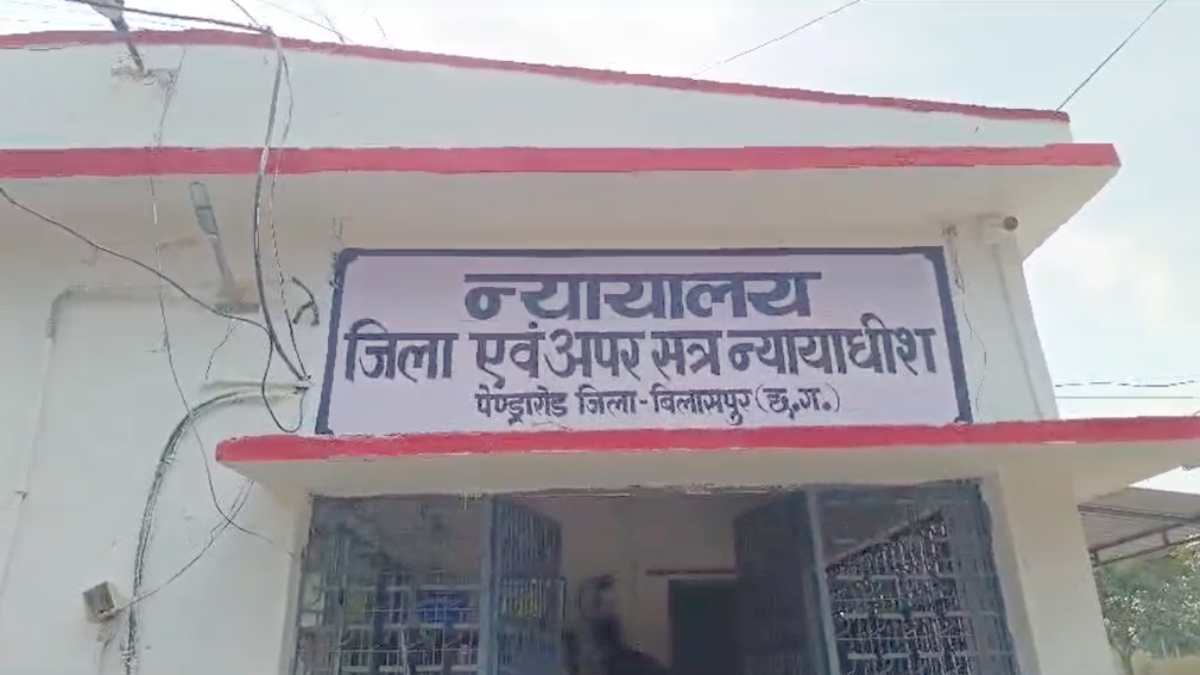 न्यायालय
जिला एवं अपर सत्र न्यायाधीश
पेण्ड्रारोड जिला-बिलासपुर (छ.ग.)